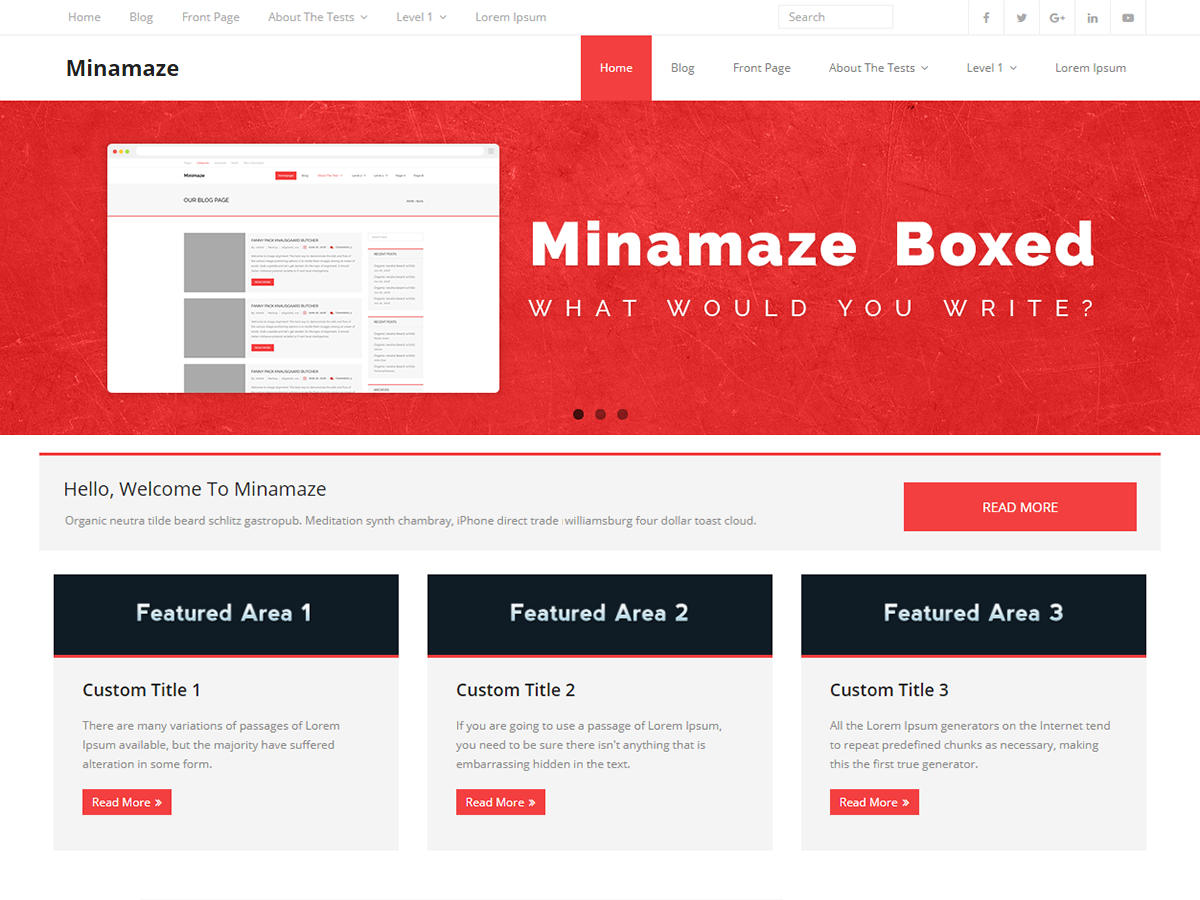 Home Blog Front Page About The Tests Level 1 Lorem Ipsum Search
Minamaze
Home Blog Front Page About The Tests Level 1 Lorem Ipsum
Minimaze
OUR BLOG PAGE
FANNY PACK KNAUSGAARD BUTCHER
READ MORE
FANNY PACK KNAUSGAARD BUTCHER
READ MORE
FANNY PACK KNAUSGAARD BUTCHER
RECENT POSTS
RECENT POSTS
ARCHIVES
Minamaze Boxed
WHAT WOULD YOU WRITE?
Hello, Welcome To Minamaze
Organic neutra tilde beard schlitz gastropub. Meditation synth chambray, iPhone direct trade williamsburg four dollar toast cloud.
READ MORE
Featured Area 1
Custom Title 1
There are many variations of passages of Lorem
Ipsum available, but the majority have suffered
alteration in some form.
Read More »
Featured Area 2
Custom Title 2
If you are going to use a passage of Lorem Ipsum,
you need to be sure there isn't anything that is
embarrassing hidden in the text.
Read More »
Featured Area 3
Custom Title 3
All the Lorem Ipsum generators on the Internet tend
to repeat predefined chunks as necessary, making
this the first true generator.
Read More »